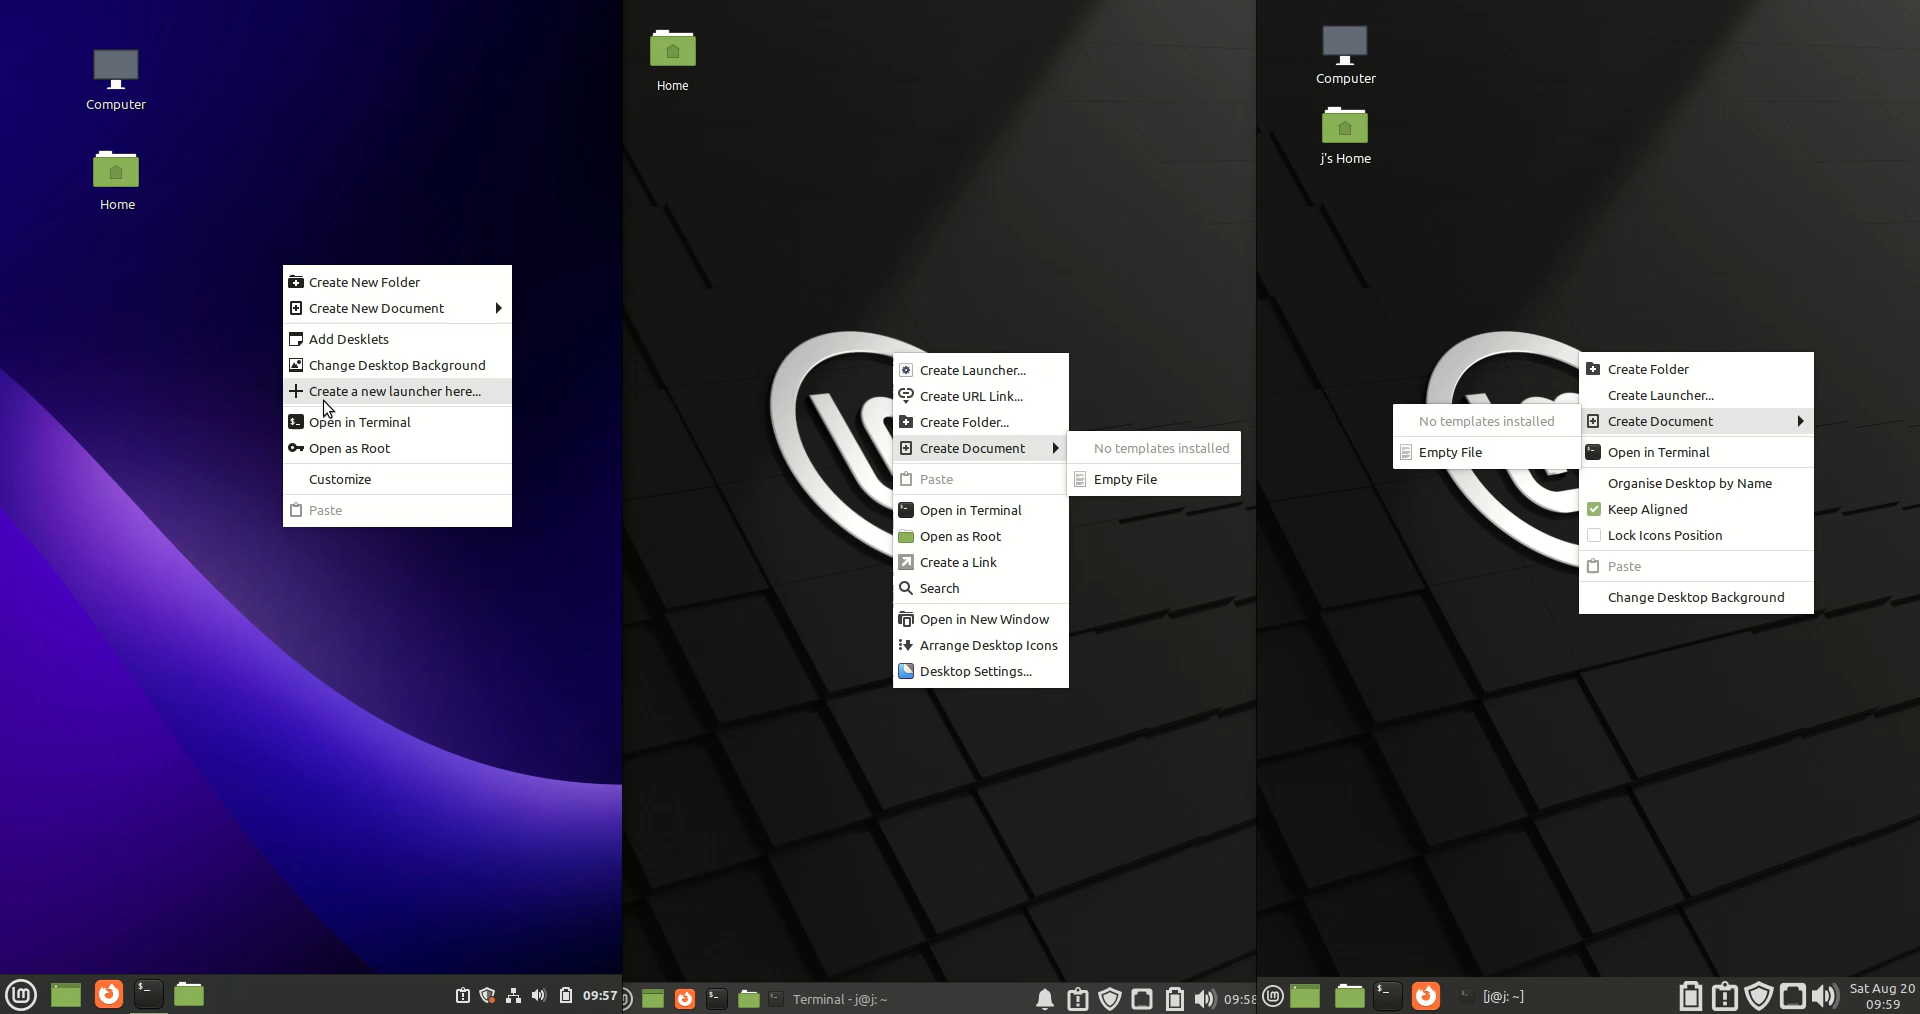 Computer
Home
Create New Folder
Create New Document
Add Desklets
Change Desktop Background
Create a new launcher here...
Open in Terminal
Open as Root
Customize
Paste
09:57
Home
Create Launcher...
Create URL Link...
Create Folder...
Create Document
No templates installed
Empty File
Paste
Open in Terminal
Open as Root
Create a Link
Search
Open in New Window
Arrange Desktop Icons
Desktop Settings...
Terminal - j@j: ~
09:58
Computer
j's Home
Create Folder
Create Launcher...
Create Document
No templates installed
Empty File
Open in Terminal
Organise Desktop by Name
Keep Aligned
Lock Icons Position
Paste
Change Desktop Background
[j@j: ~]
Sat Aug 20
09:59